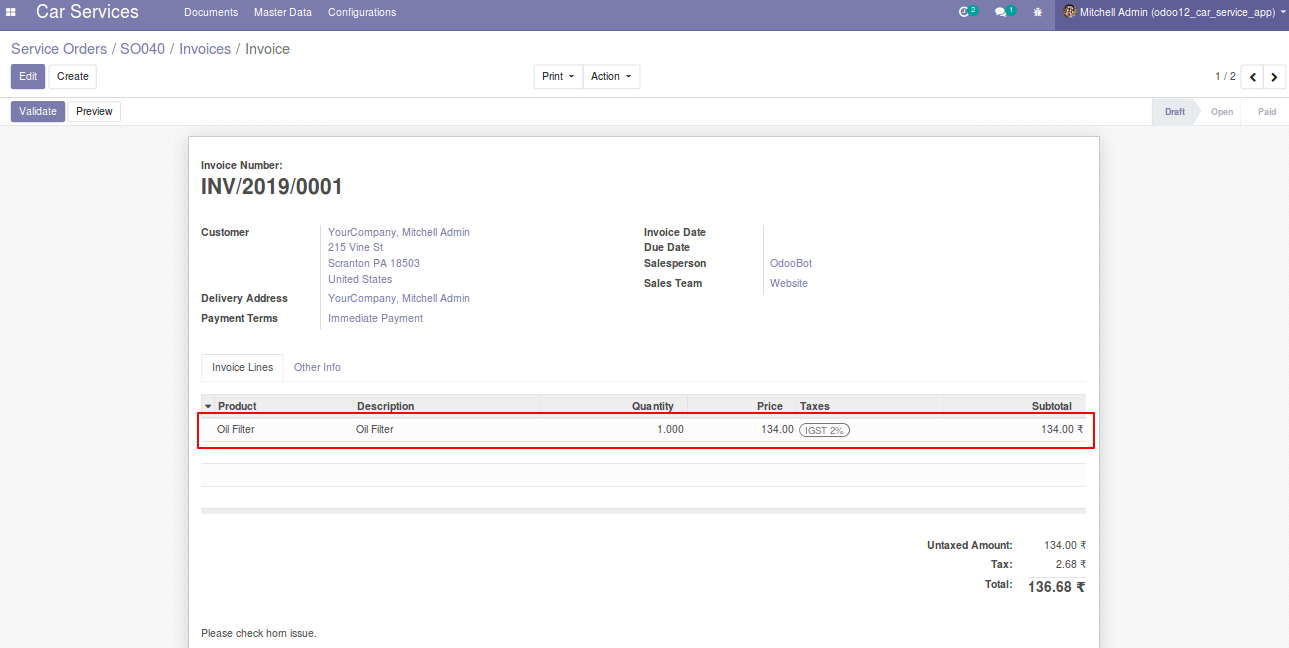 Car Services Documents Master Data Configurations 2 1 Mitchell Admin (odoo12_car_service_app)
Service Orders / SO040 / Invoices / Invoice
Edit Create Print Action 1 / 2
Validate Preview Draft Open Paid
Invoice Number:
INV/2019/0001
Customer YourCompany, Mitchell Admin Invoice Date
215 Vine St Due Date
Scranton PA 18503 Salesperson OdooBot
United States Sales Team Website
Delivery Address YourCompany, Mitchell Admin
Payment Terms Immediate Payment
Invoice Lines Other Info
Product Description Quantity Price Taxes Subtotal
Oil Filter Oil Filter 1.000 134.00 IGST 2% 134.00 ₹
Untaxed Amount: 134.00 ₹
Tax: 2.68 ₹
Total: 136.68 ₹
Please check horn issue.